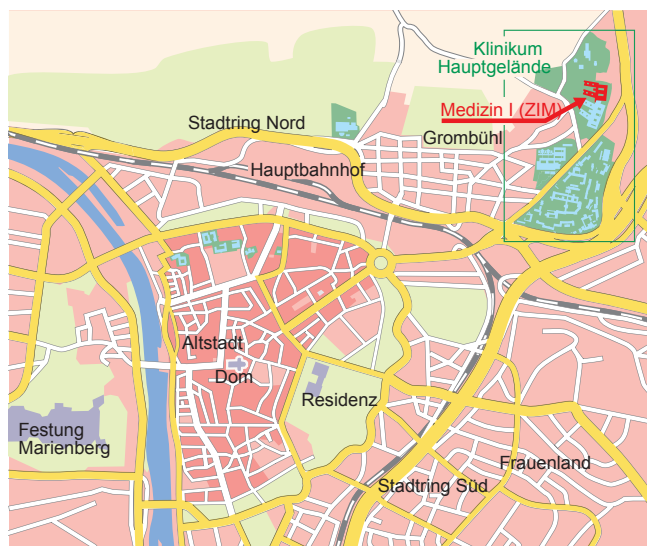 Klinikum
Hauptgelände
Medizin I (ZIM)
Stadtring Nord
Grombühl
Hauptbahnhof
Altstadt
Dom
Residenz
Festung
Marienberg
Frauenland
Stadtring Süd